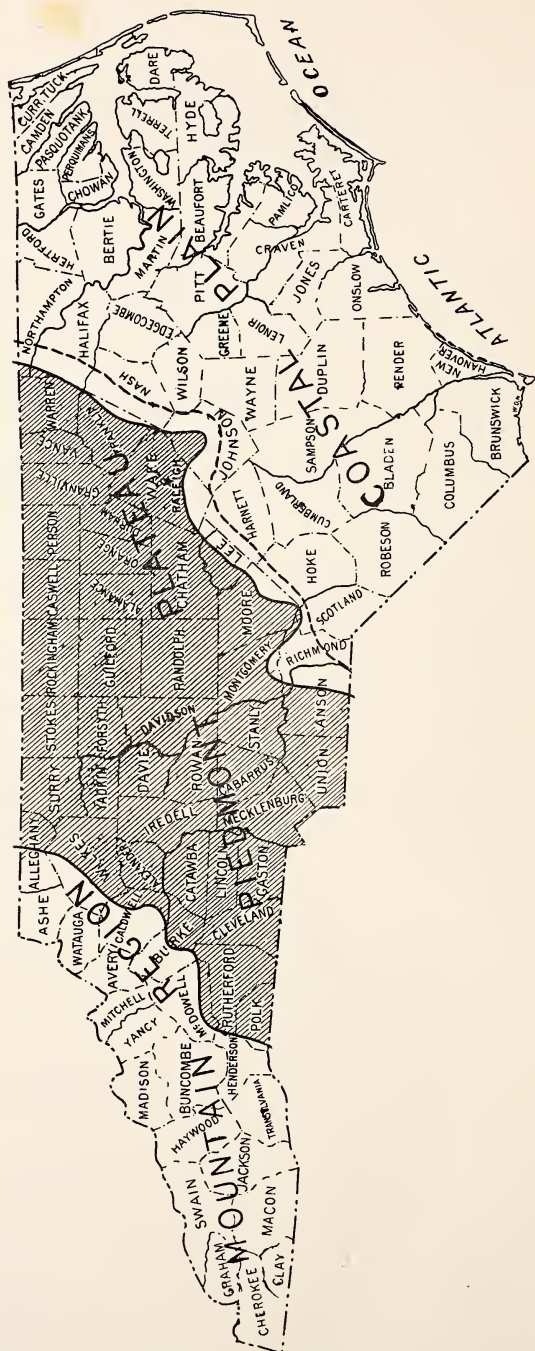 MOUNTAIN REGION
PIEDMONT PLATEAU
COASTAL PLAIN
ATLANTIC OCEAN
CHEROKEE
GRAHAM
CLAY
SWAIN
MACON
JACKSON
HAYWOOD
TRANSYLVANIA
MADISON
BUNCOMBE
HENDERSON
YANCY
MITCHELL
MCDOWELL
AVERY
BURKE
RUTHERFORD
POLK
ASHE
WATAUGA
CALDWELL
ALLEGHANY
WILKES
CATAWBA
LINCOLN
CLEVELAND
GASTON
SURRY
YADKIN
IREDELL
MECKLENBURG
STOKES
FORSYTH
DAVIE
DAVIDSON
ROWAN
CABARRUS
STANLY
UNION
ANSON
ROCKINGHAM
GUILFORD
RANDOLPH
MONTGOMERY
RICHMOND
CASWELL
ALAMANCE
CHATHAM
MOORE
SCOTLAND
PERSON
ORANGE
DURHAM
LEE
HOKE
ROBESON
GRANVILLE
WAKE
RALEIGH
HARNETT
CUMBERLAND
BLADEN
COLUMBUS
BRUNSWICK
VANCE
FRANKLIN
WARREN
JOHNSON
SAMPSON
NASH
WILSON
WAYNE
DUPLIN
PENDER
NEW HANOVER
NORTHAMPTON
HALIFAX
EDGECOMBE
GREENE
LENOIR
JONES
ONSLOW
HERTFORD
BERTIE
MARTIN
PITT
CRAVEN
CARTERET
GATES
CHOWAN
WASHINGTON
BEAUFORT
PAMLICO
PERQUIMANS
PASQUOTANK
CAMDEN
CURRITUCK
TYRRELL
HYDE
DARE